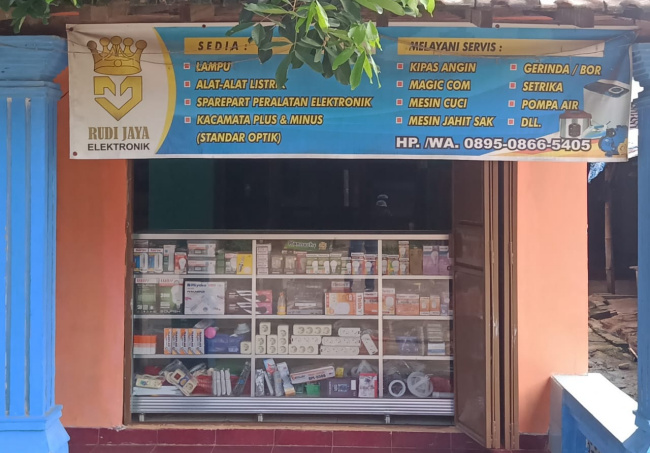 RUDI JAYA
ELEKTRONIK
SEDIA :
LAMPU
ALAT-ALAT LISTRIK
SPAREPART PERALATAN ELEKTRONIK
KACAMATA PLUS & MINUS
(STANDAR OPTIK)
MELAYANI SERVIS :
KIPAS ANGIN
MAGIC COM
MESIN CUCI
MESIN JAHIT SAK
GERINDA / BOR
SETRIKA
POMPA AIR
DLL.
HP. /WA. 0895-0866-5405